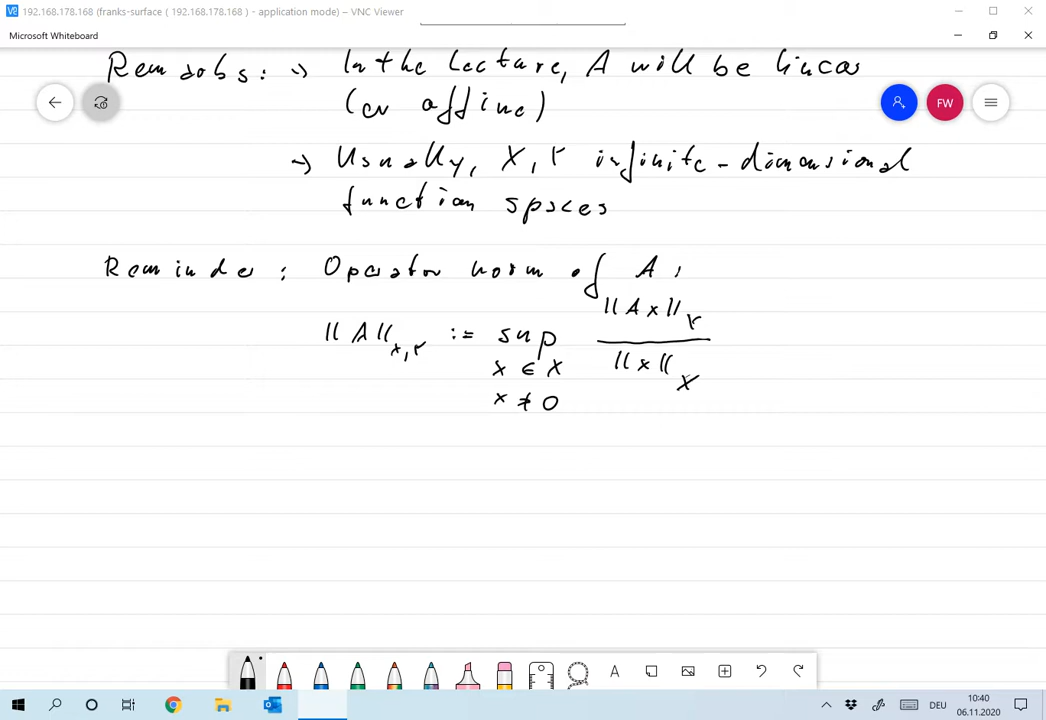 192.168.178.168 (franks-surface ( 192.168.178.168 ) - application mode) – VNC Viewer
Microsoft Whiteboard
Remarks: → In the lecture, A will be linear
(or affine)
FW
→ Usually, X, Y infinite-dimensional
function spaces
Reminder: Operator norm of A:
||A||_{X,Y} := sup_{x ∈ X, x ≠ 0} ||Ax||_Y / ||x||_X
A
DEU
10:40
06.11.2020